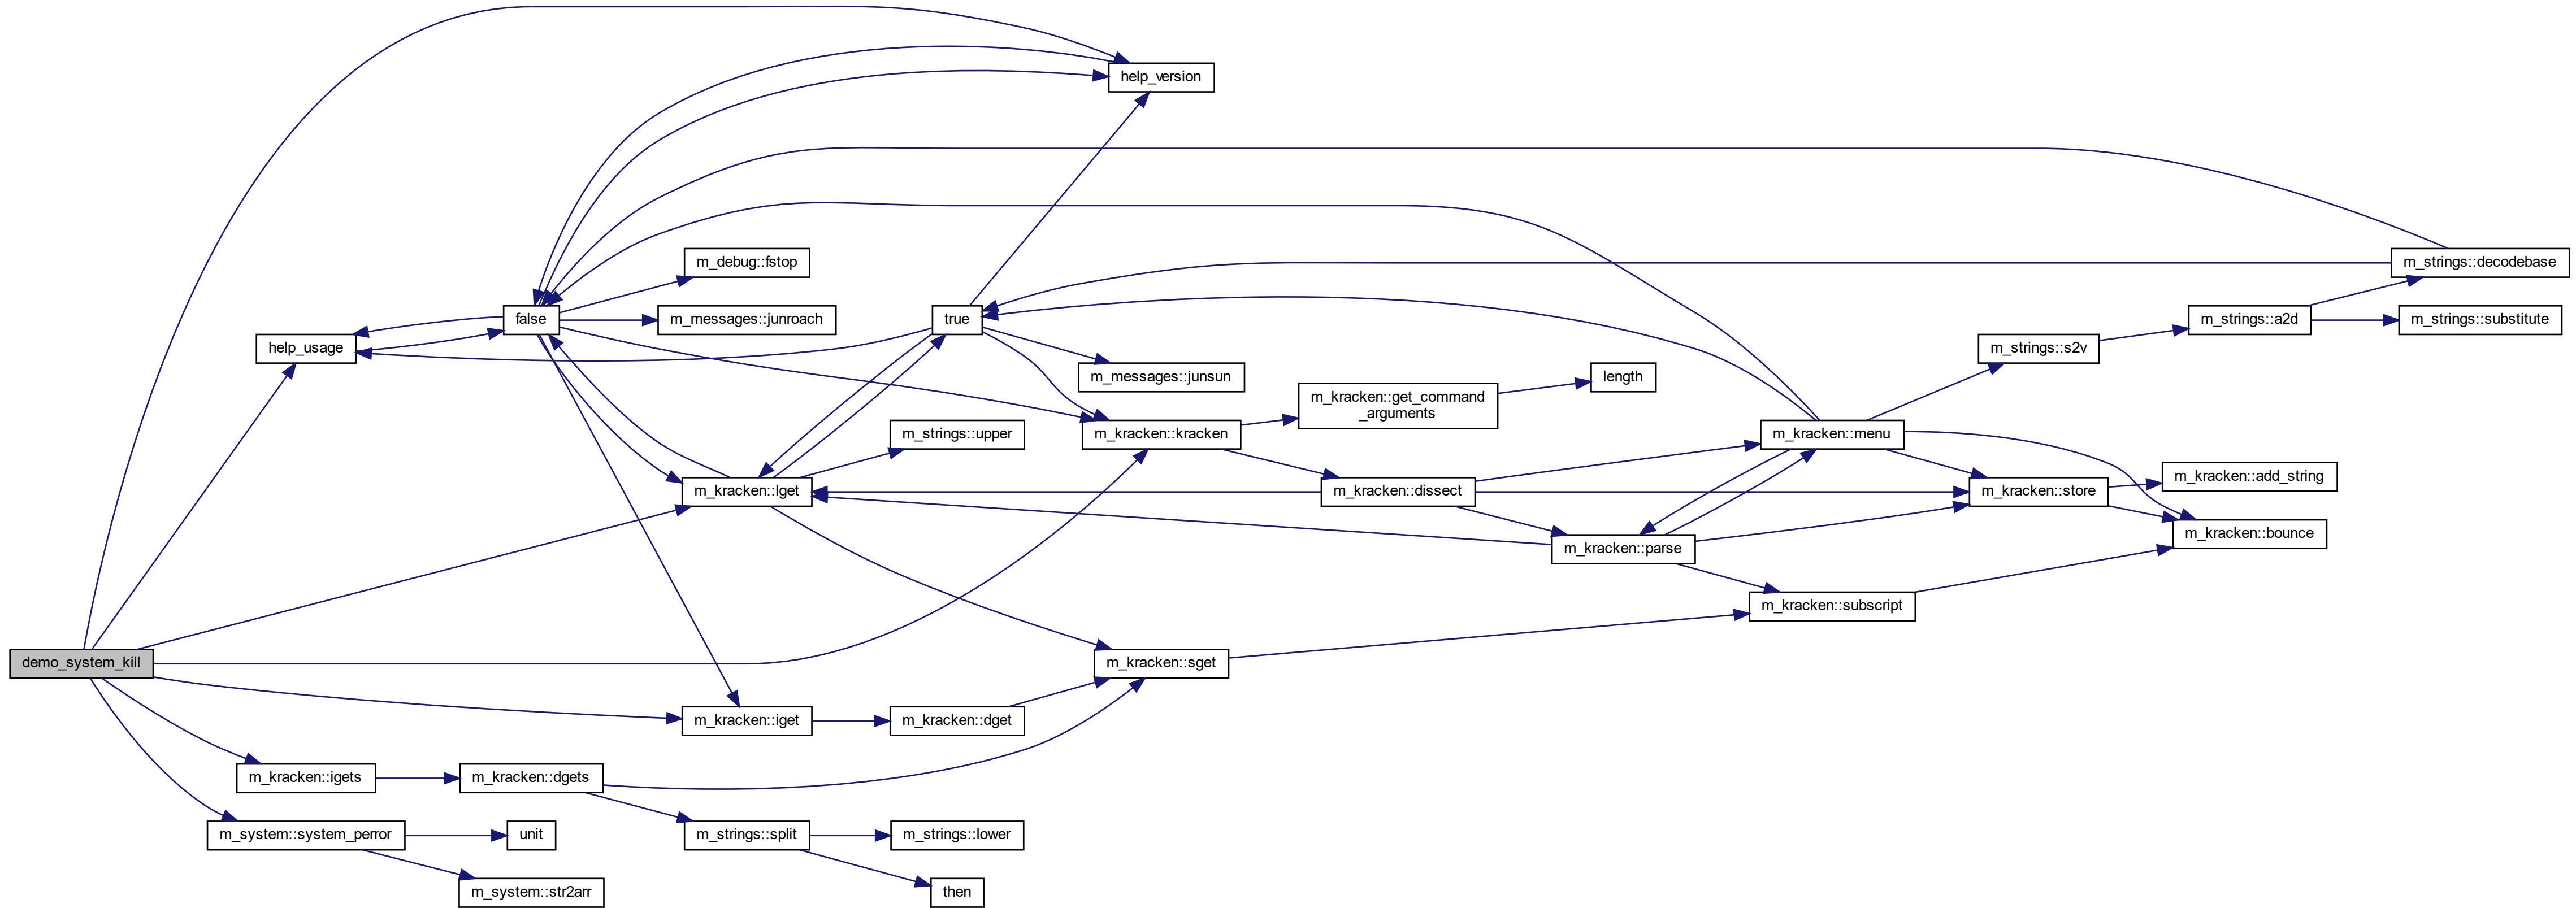 help_version
m_debug::fstop
m_strings::decodebase
false
m_messages::junroach
true
m_strings::a2d
m_strings::substitute
help_usage
m_strings::s2v
m_messages::junsun
length
m_kracken::get_command
_arguments
m_strings::upper
m_kracken::kracken
m_kracken::menu
m_kracken::add_string
m_kracken::lget
m_kracken::dissect
m_kracken::store
m_kracken::bounce
m_kracken::parse
m_kracken::subscript
demo_system_kill
m_kracken::sget
m_kracken::iget
m_kracken::dget
m_kracken::igets
m_kracken::dgets
m_system::system_perror
unit
m_strings::split
m_strings::lower
m_system::str2arr
then